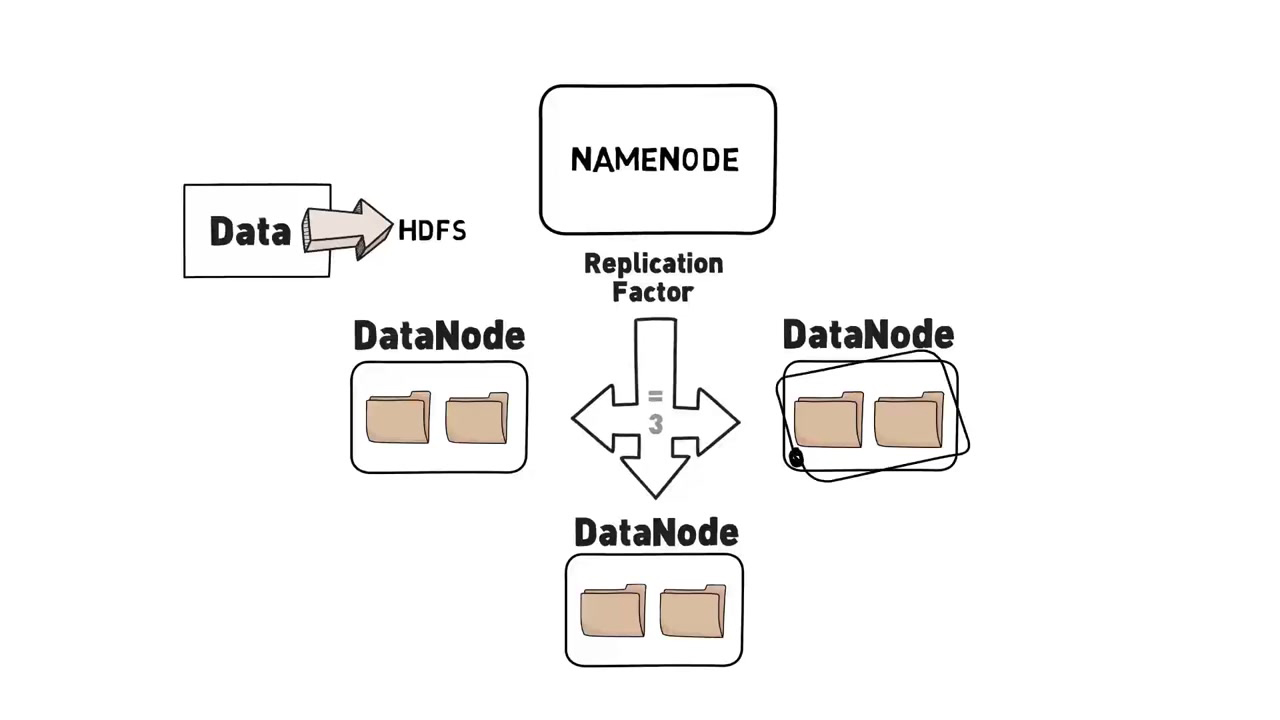 NAMENODE
Data
HDFS
Replication
Factor
DataNode
DataNode
=
3
DataNode